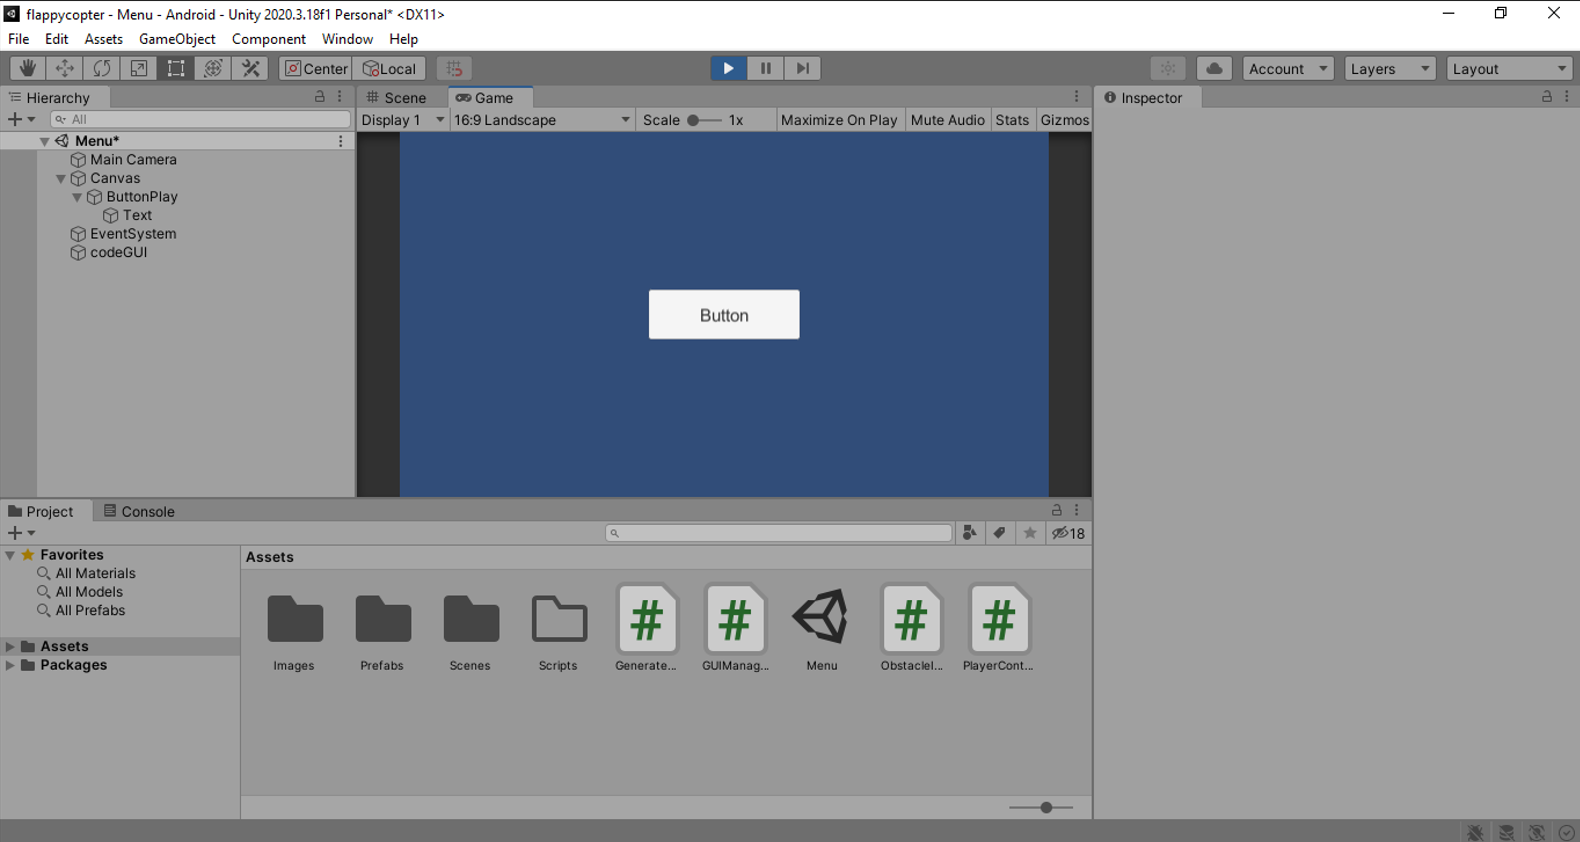 flappycopter - Menu - Android - Unity 2020.3.18f1 Personal* <DX11>
File Edit Assets GameObject Component Window Help
Center Local Account Layers Layout
Hierarchy
All
Menu*
Main Camera
Canvas
ButtonPlay
Text
EventSystem
codeGUI
Scene Game
Display 1 16:9 Landscape Scale 1x Maximize On Play Mute Audio Stats Gizmos
Button
Inspector
Project Console
18
Favorites
All Materials
All Models
All Prefabs
Assets
Packages
Assets
Images Prefabs Scenes Scripts Generate... GUIManag... Menu ObstacleI... PlayerCont...